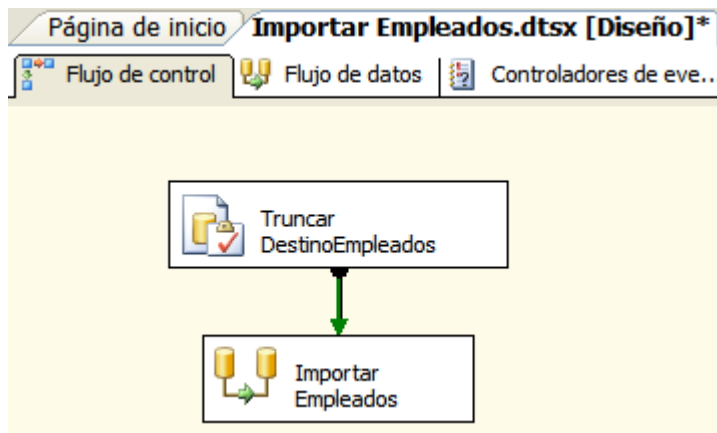 Página de inicio Importar Empleados.dtsx [Diseño]*
Flujo de control Flujo de datos Controladores de eve..
Truncar
DestinoEmpleados
Importar
Empleados